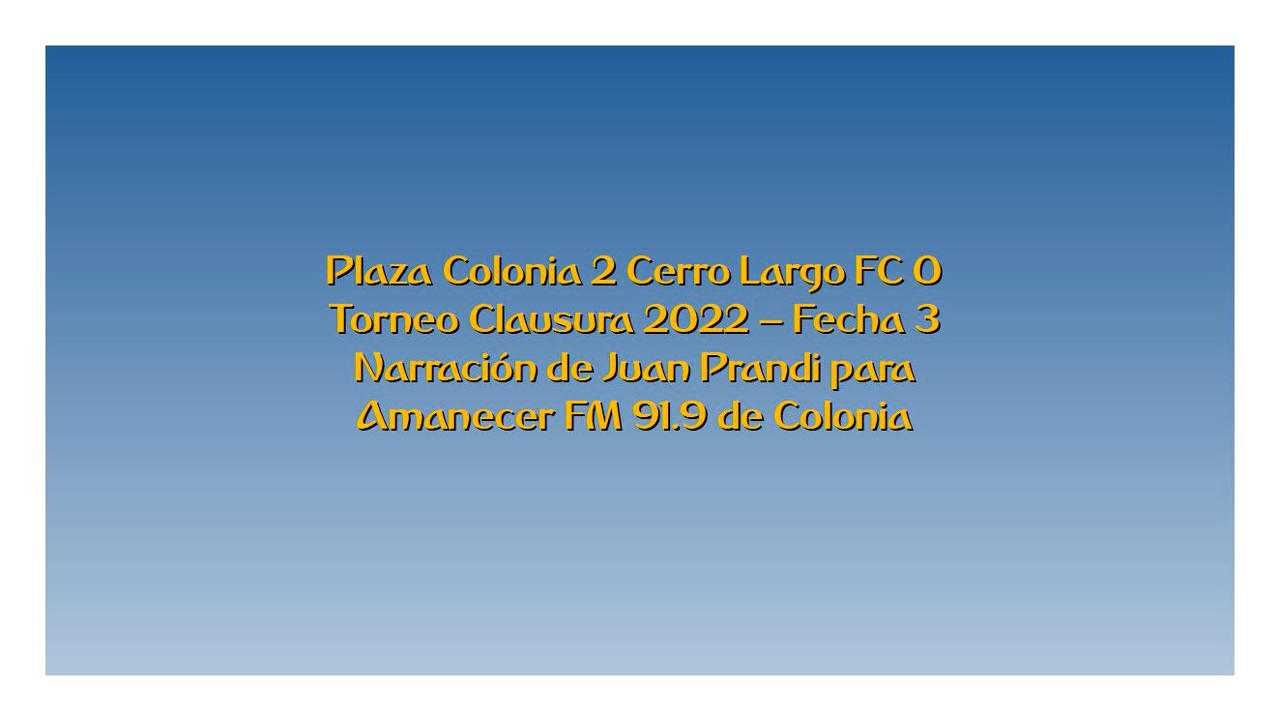 Plaza Colonia 2 Cerro Largo FC 0
Torneo Clausura 2022 – Fecha 3
Narración de Juan Prandi para
Amanecer FM 91.9 de Colonia